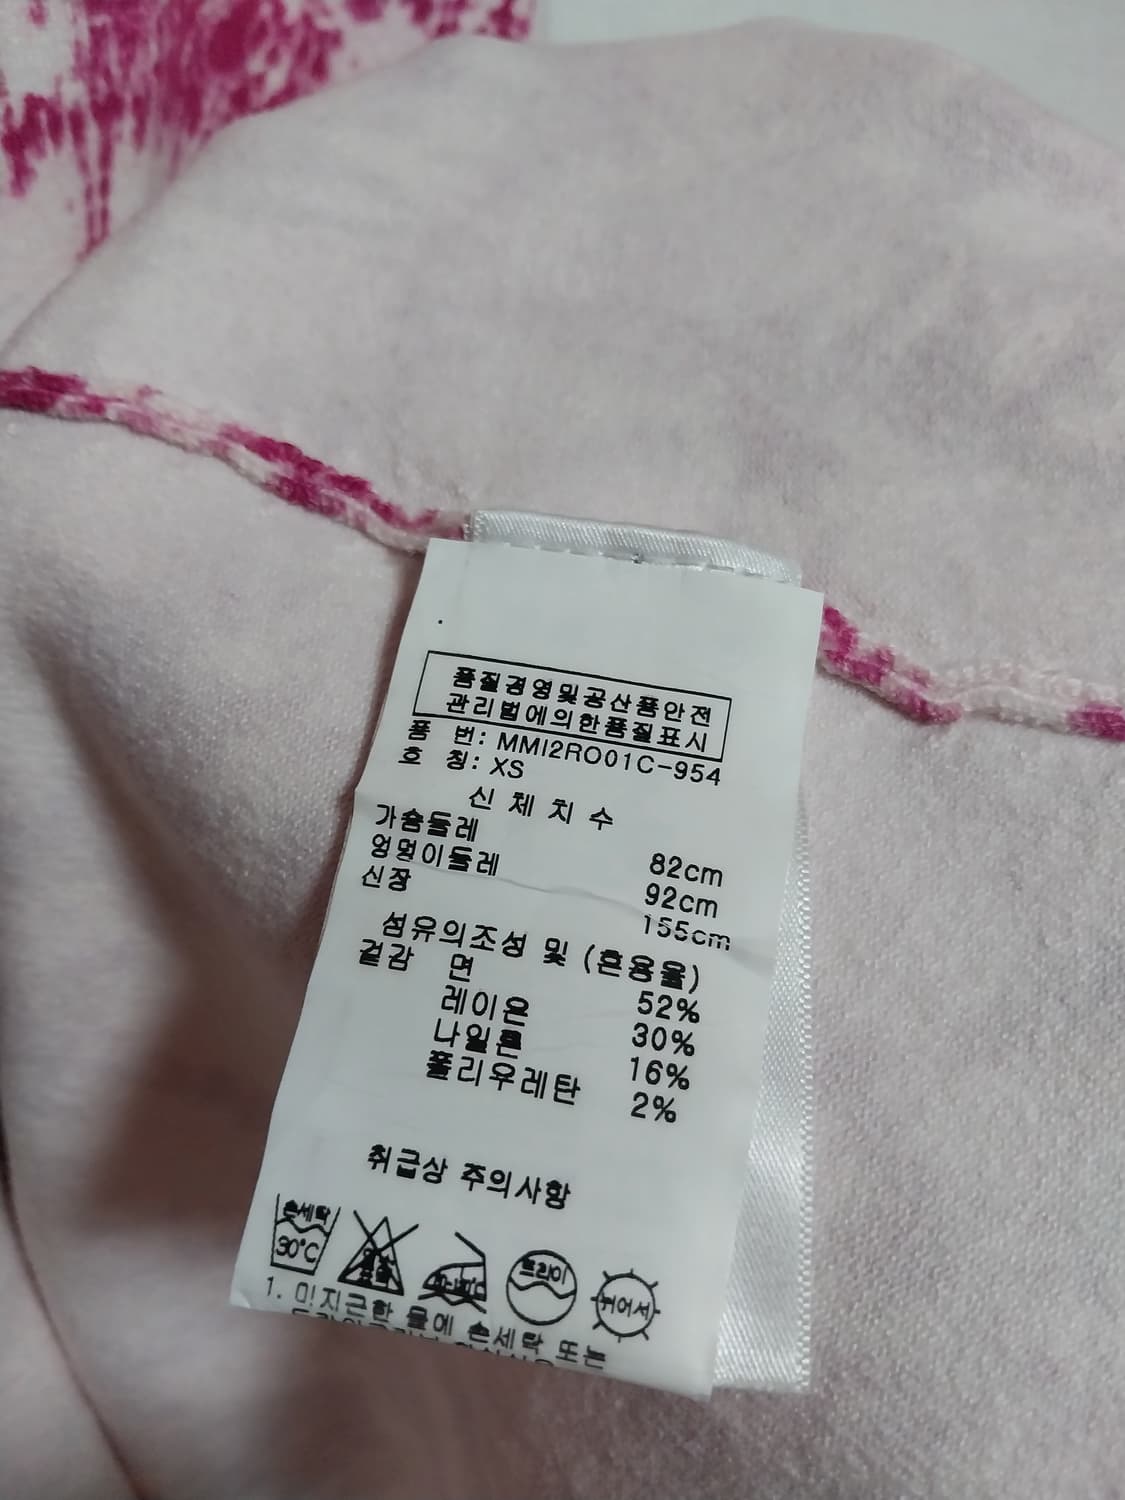 품질경영및공산품안전
관리법에의한품질표시
품 번: MMI2RO01C-954
호 칭: XS
신 체 치 수
가슴둘레 82cm
엉덩이둘레 92cm
신장 155cm
섬유의조성 및 (혼용율)
겉감 면 52%
레이온 30%
나일론 16%
폴리우레탄 2%
취급상 주의사항
손세탁
30°C
드라이
뉘어서
1. 미지근한 물에 손세탁 또는